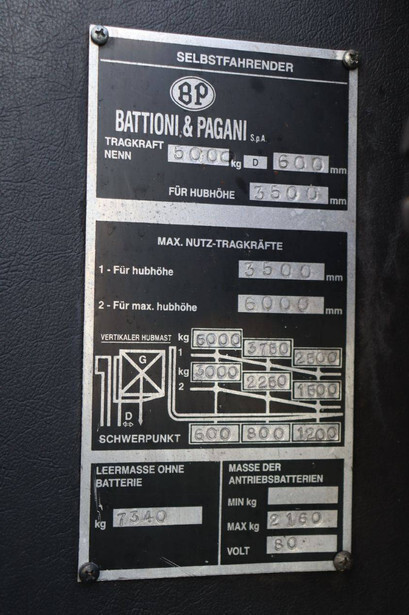 SELBSTFAHRENDER
BP
BATTIONI & PAGANI S.p.A.
TRAGKRAFT NENN 5000 kg D 600 mm
FÜR HUBHÖHE 3500 mm
MAX. NUTZ-TRAGKRÄFTE
1 - Für hubhöhe 3500 mm
2 - Für max. hubhöhe 6000 mm
VERTIKALER HUBMAST
kg 1 5000 3750 2500
G
kg 2 3000 2250 1500
D
SCHWERPUNKT 600 800 1200
LEERMASSE OHNE
BATTERIE
kg 7340
MASSE DER
ANTRIEBSBATTERIEN
MIN kg
MAX kg 2160
VOLT 80